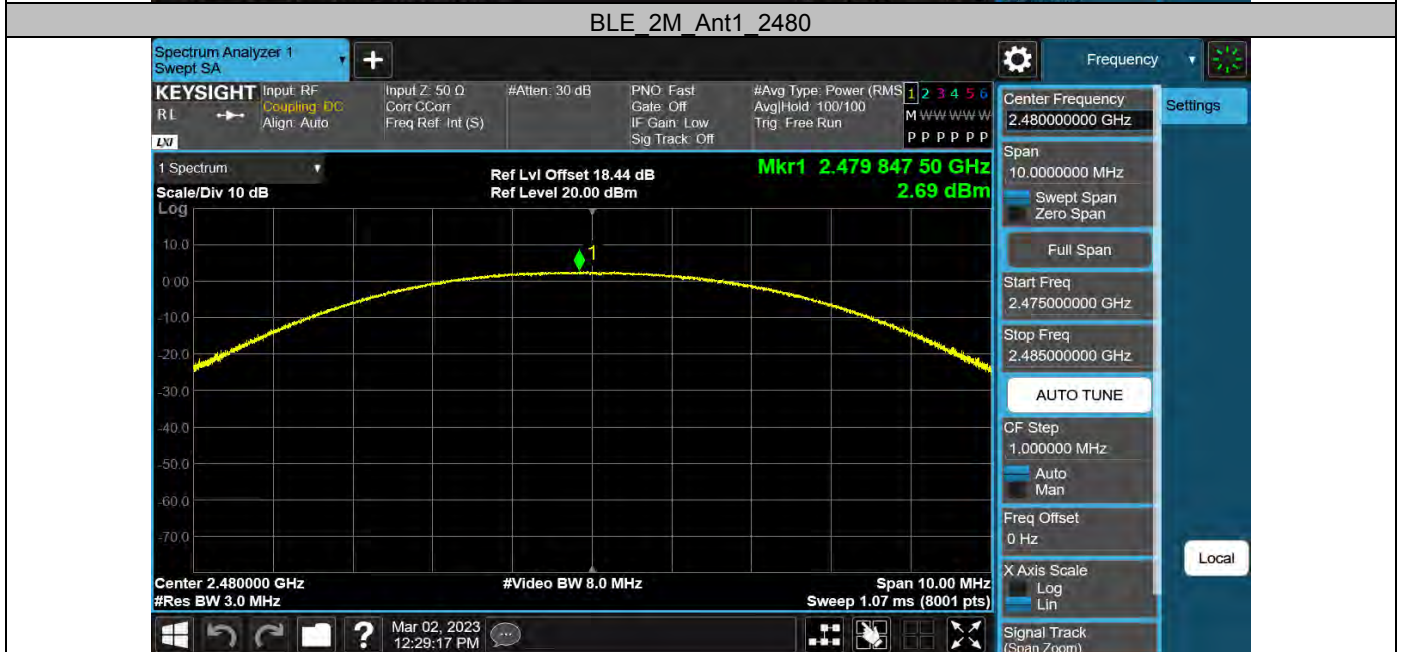 BLE_2M_Ant1_2480
Spectrum Analyzer 1
Swept SA
Frequency
KEYSIGHT
RL
LXI
Input: RF
Coupling: DC
Align: Auto
Input Z: 50 Ω
Corr CCorr
Freq Ref: Int (S)
#Atten: 30 dB
PNO: Fast
Gate: Off
IF Gain: Low
Sig Track: Off
#Avg Type: Power (RMS
Avg|Hold: 100/100
Trig: Free Run
1 2 3 4 5 6
M W W W W W
P P P P P P
1 Spectrum
Scale/Div 10 dB
Log
Ref Lvl Offset 18.44 dB
Ref Level 20.00 dBm
Mkr1 2.479 847 50 GHz
2.69 dBm
1
10.0
0.00
-10.0
-20.0
-30.0
-40.0
-50.0
-60.0
-70.0
Center 2.480000 GHz
#Res BW 3.0 MHz
#Video BW 8.0 MHz
Span 10.00 MHz
Sweep 1.07 ms (8001 pts)
Mar 02, 2023
12:29:17 PM
Center Frequency
2.480000000 GHz
Settings
Span
10.0000000 MHz
Swept Span
Zero Span
Full Span
Start Freq
2.475000000 GHz
Stop Freq
2.485000000 GHz
AUTO TUNE
CF Step
1.000000 MHz
Auto
Man
Freq Offset
0 Hz
X Axis Scale
Log
Lin
Local
Signal Track
(Span Zoom)